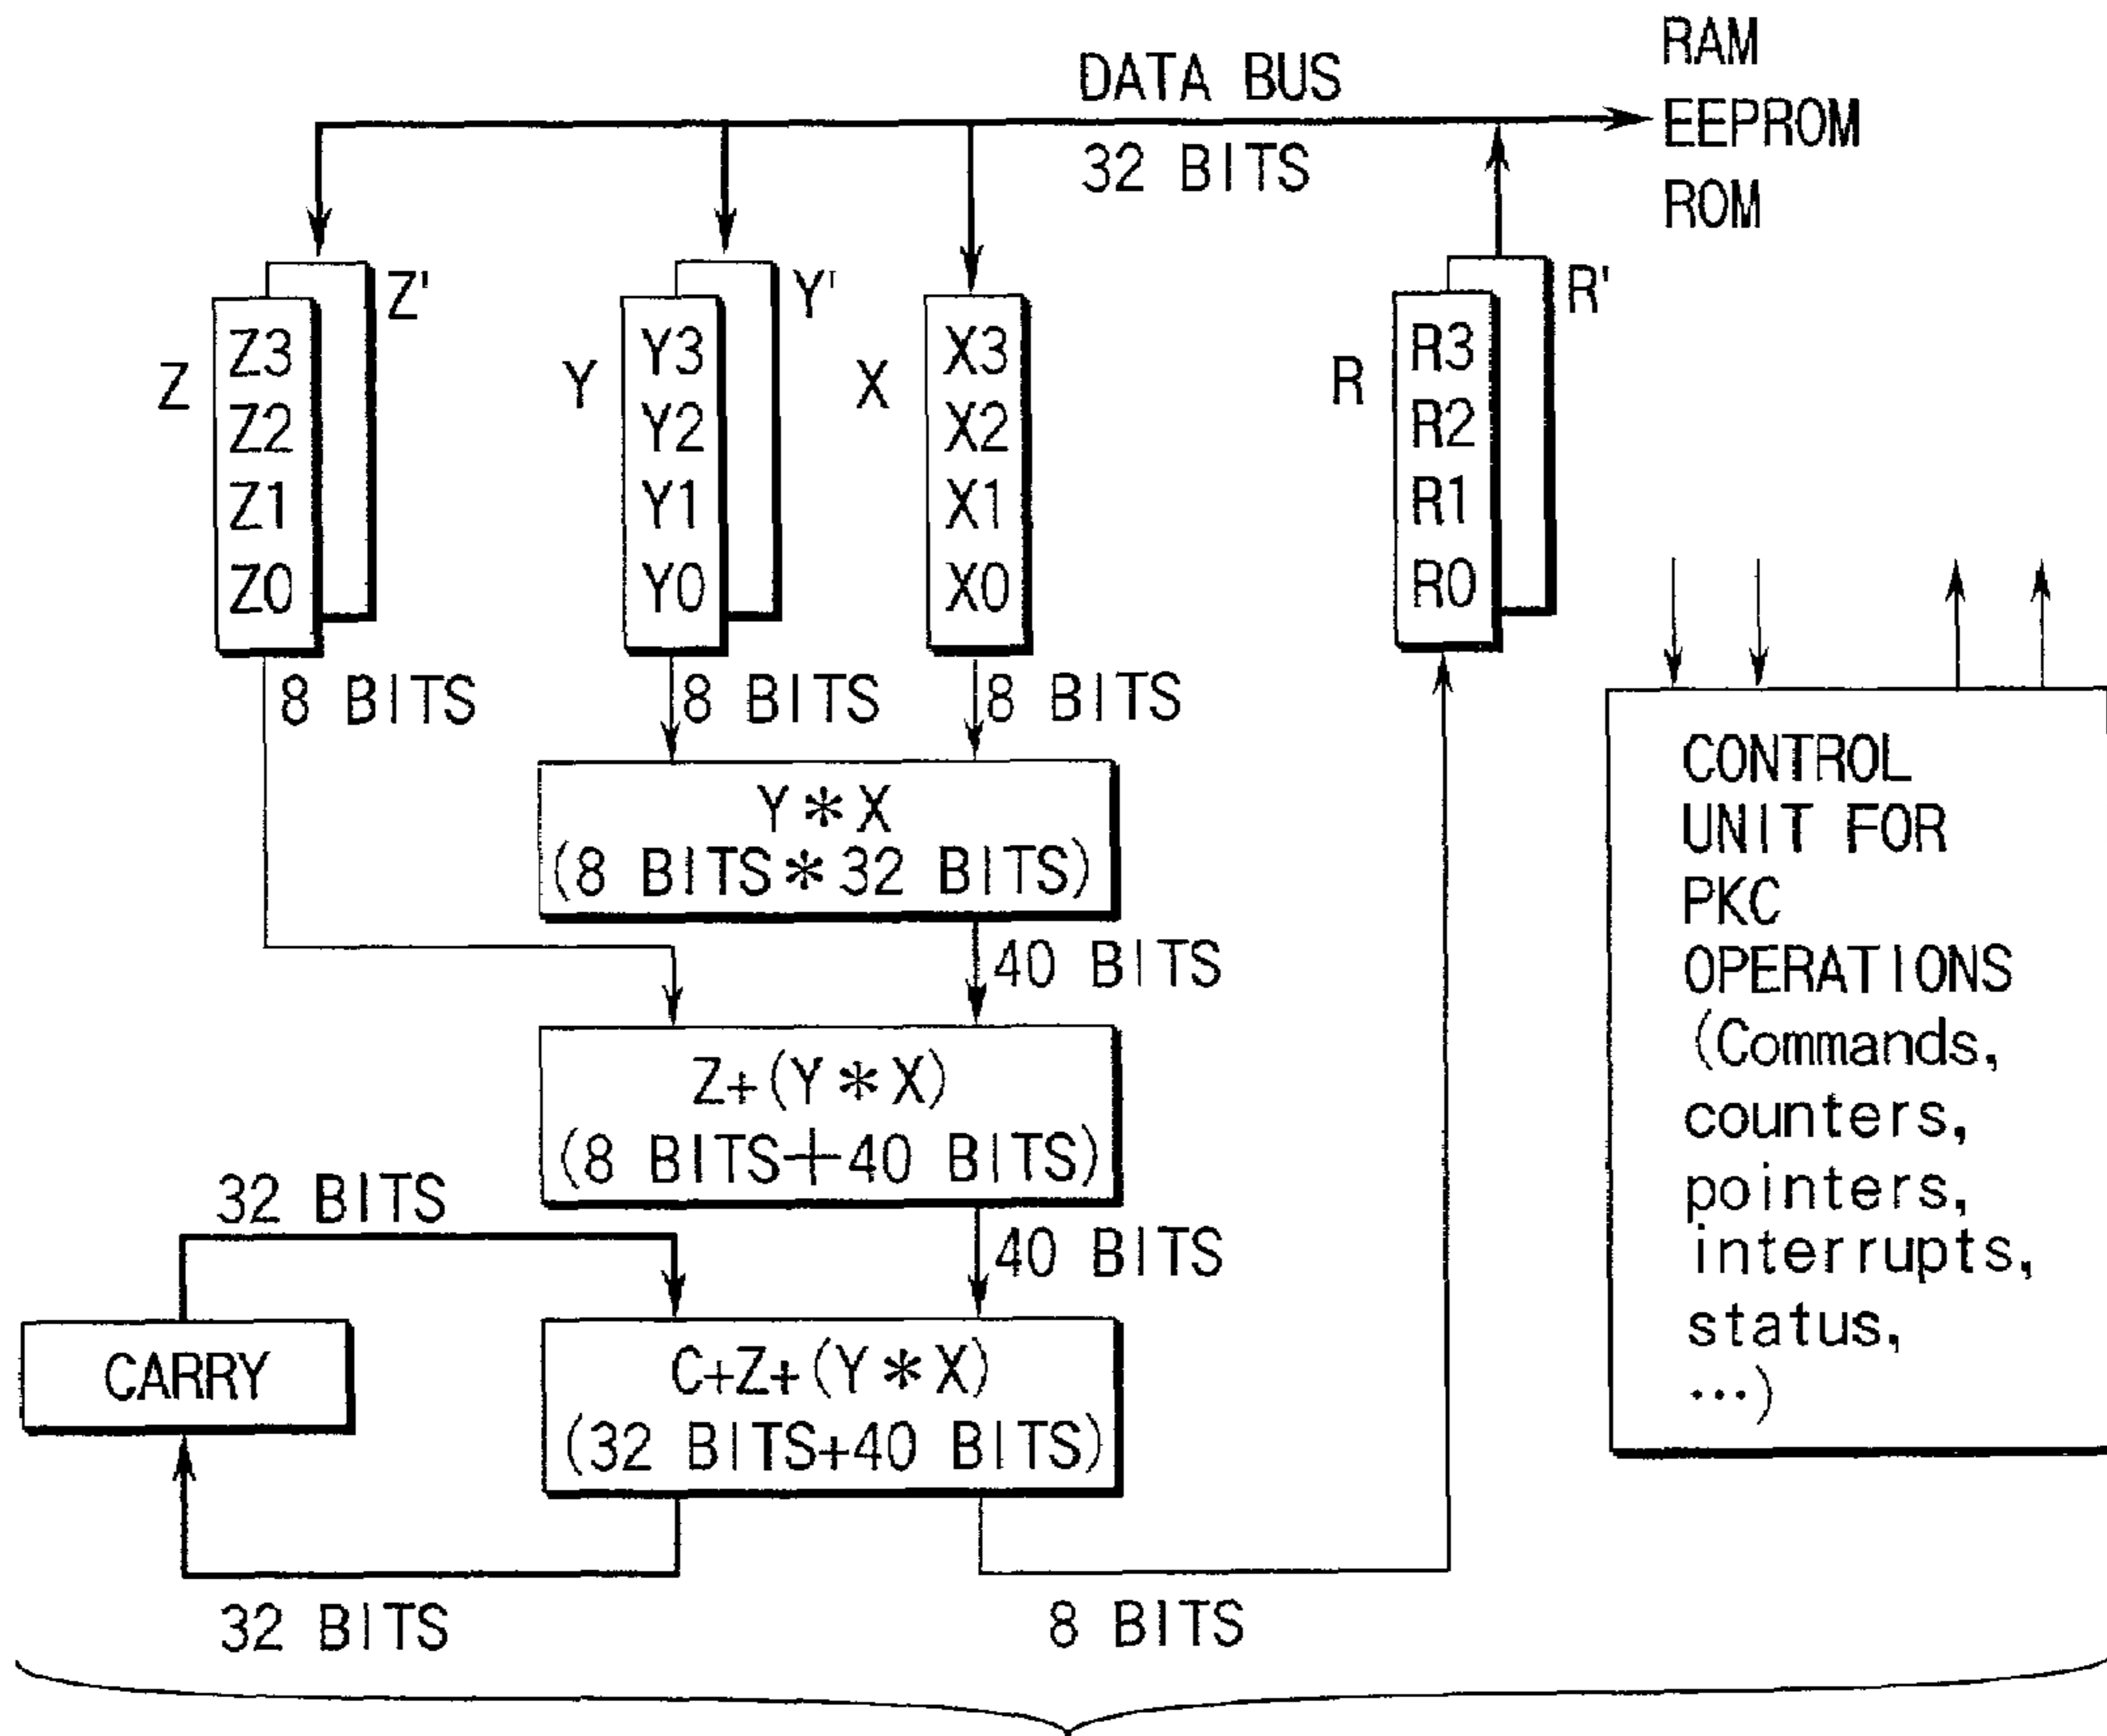 RAM
DATA BUS
EEPROM
32 BITS
ROM
Z'
Y'
R'
Z
Z3
Z2
Z1
Z0
Y
Y3
Y2
Y1
Y0
X
X3
X2
X1
X0
R
R3
R2
R1
R0
8 BITS
8 BITS
8 BITS
Y*X
(8 BITS*32 BITS)
40 BITS
Z+(Y*X)
(8 BITS+40 BITS)
32 BITS
40 BITS
CARRY
C+Z+(Y*X)
(32 BITS+40 BITS)
32 BITS
8 BITS
CONTROL
UNIT FOR
PKC
OPERATIONS
(Commands,
counters,
pointers,
interrupts,
status,
...)